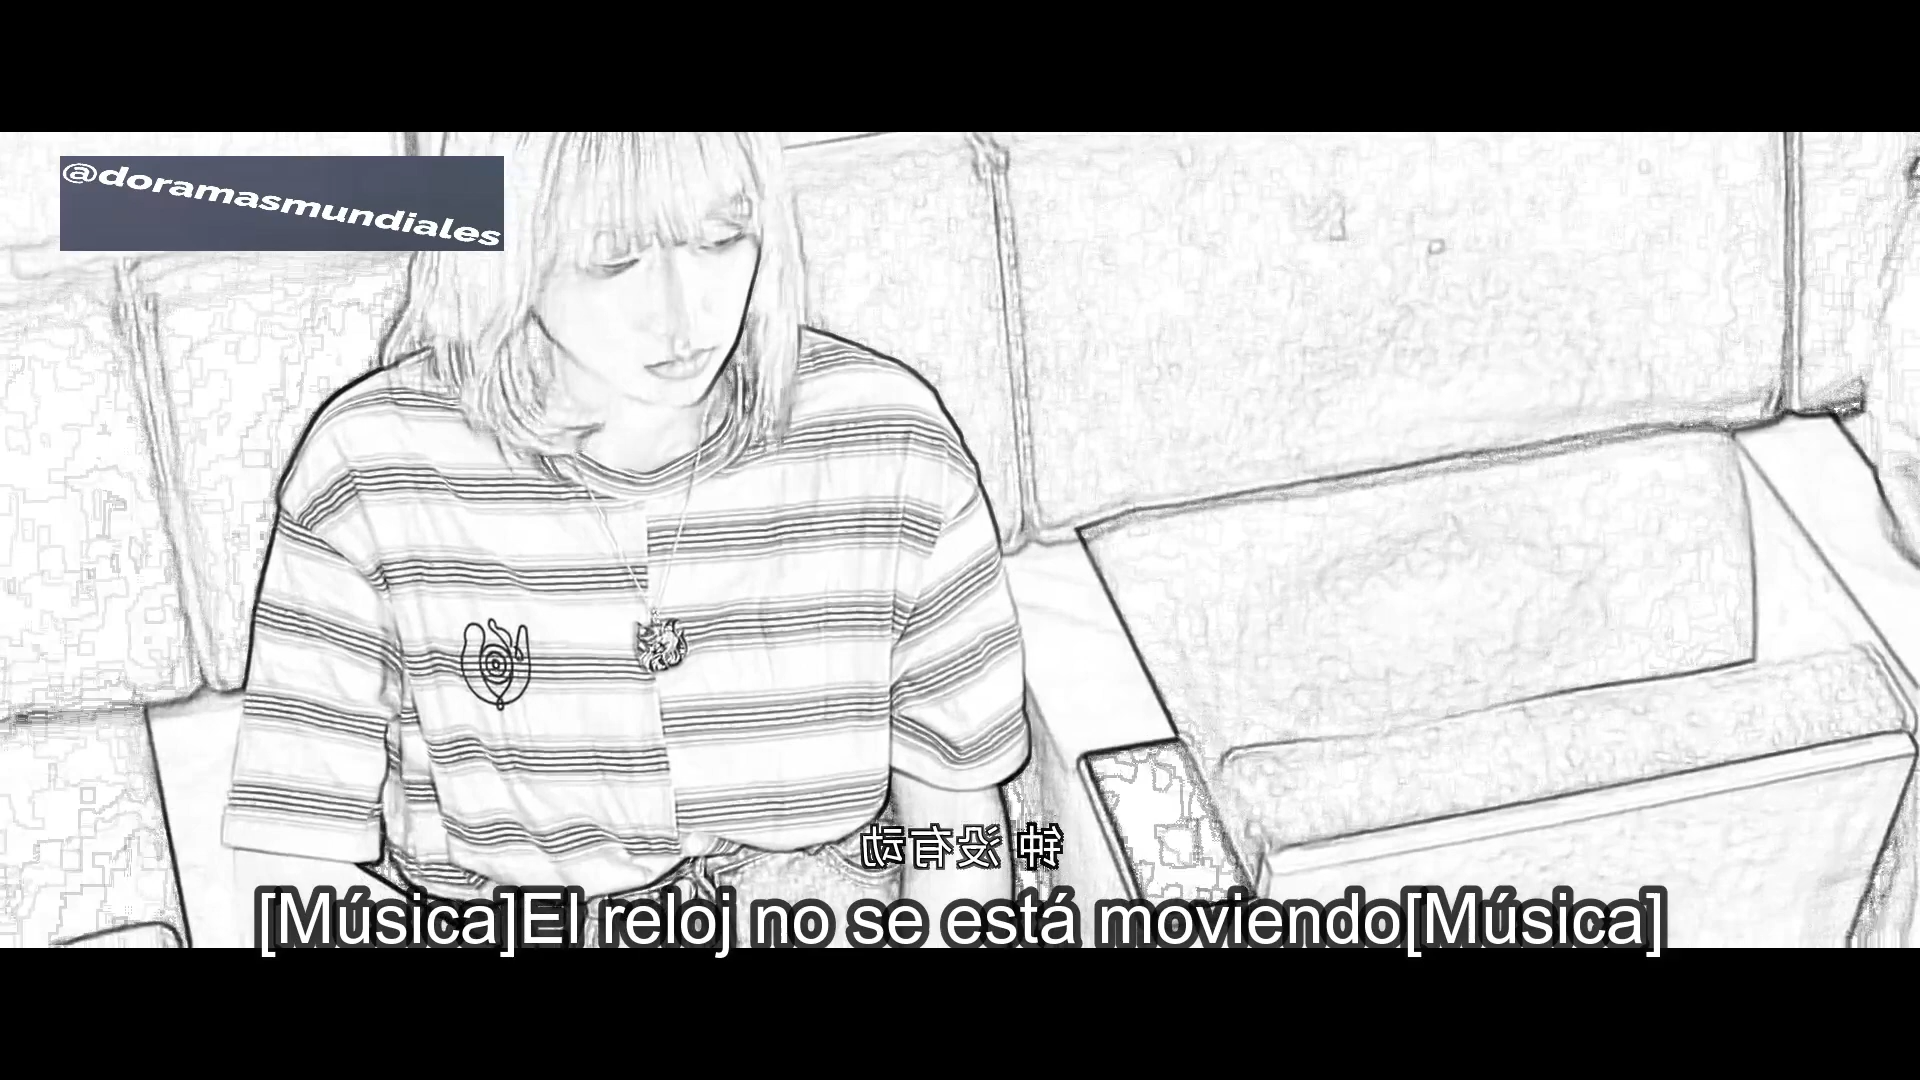 @doramasmundiales
钟 没有动
[Música]El reloj no se está moviendo[Música]